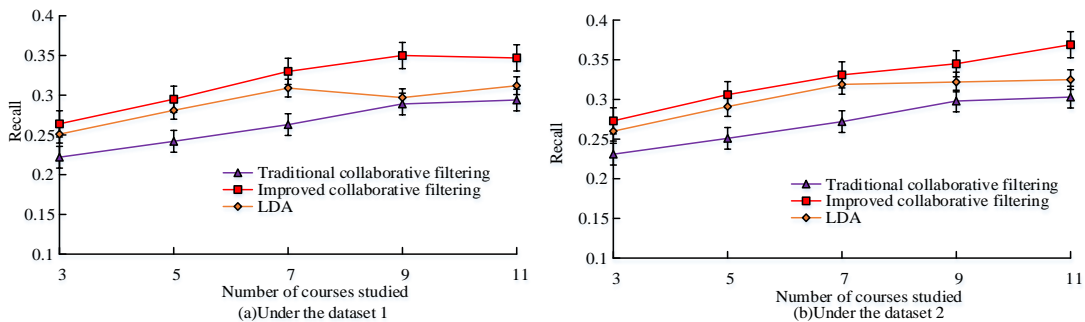 0.4
0.35
0.3
0.25
0.2
0.15
0.1
Recall
3 5 7 9 11
Traditional collaborative filtering
Improved collaborative filtering
LDA
Number of courses studied
(a)Under the dataset 1
0.4
0.35
0.3
0.25
0.2
0.15
0.1
Recall
3 5 7 9 11
Traditional collaborative filtering
Improved collaborative filtering
LDA
Number of courses studied
(b)Under the dataset 2